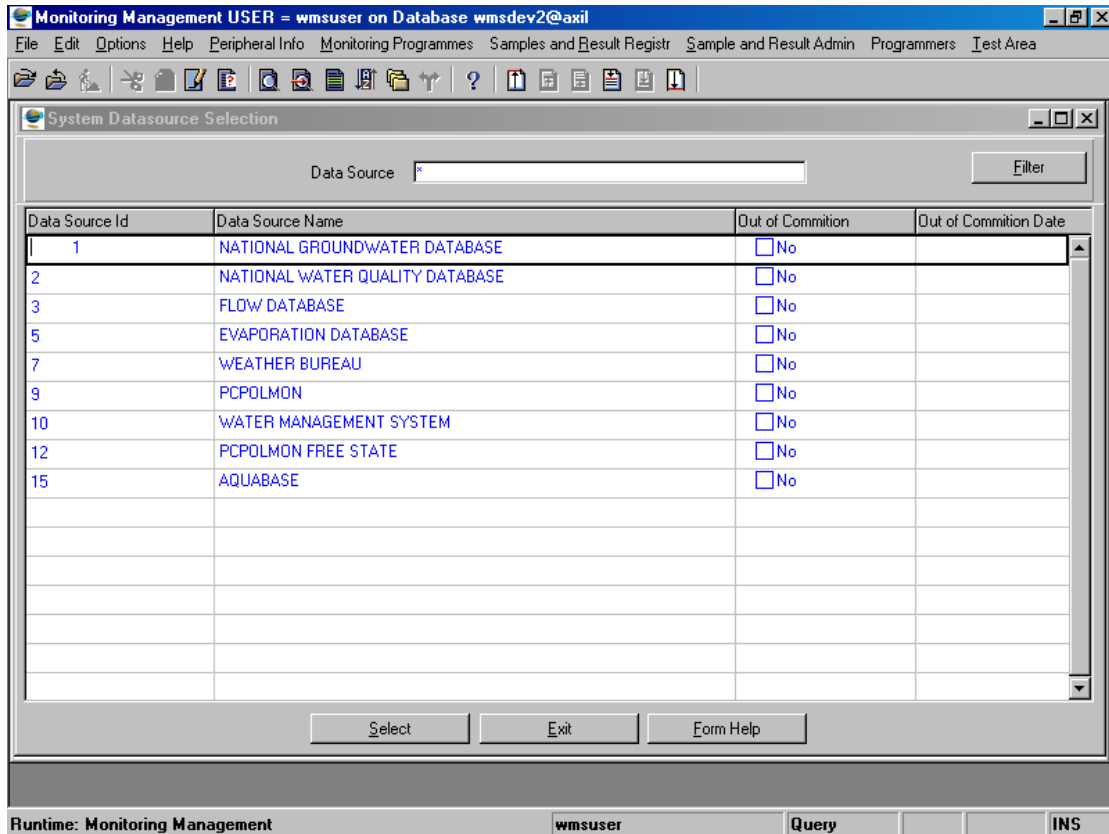 Monitoring Management USER = wmsuser on Database wmsdev2@axil
File Edit Options Help Peripheral Info Monitoring Programmes Samples and Result Registr Sample and Result Admin Programmers Test Area
System Datasource Selection
Data Source * Filter
Data Source Id Data Source Name Out of Commition Out of Commition Date
1 NATIONAL GROUNDWATER DATABASE No
2 NATIONAL WATER QUALITY DATABASE No
3 FLOW DATABASE No
5 EVAPORATION DATABASE No
7 WEATHER BUREAU No
9 PCPOLMON No
10 WATER MANAGEMENT SYSTEM No
12 PCPOLMON FREE STATE No
15 AQUABASE No
Select Exit Form Help
Runtime: Monitoring Management wmsuser Query INS